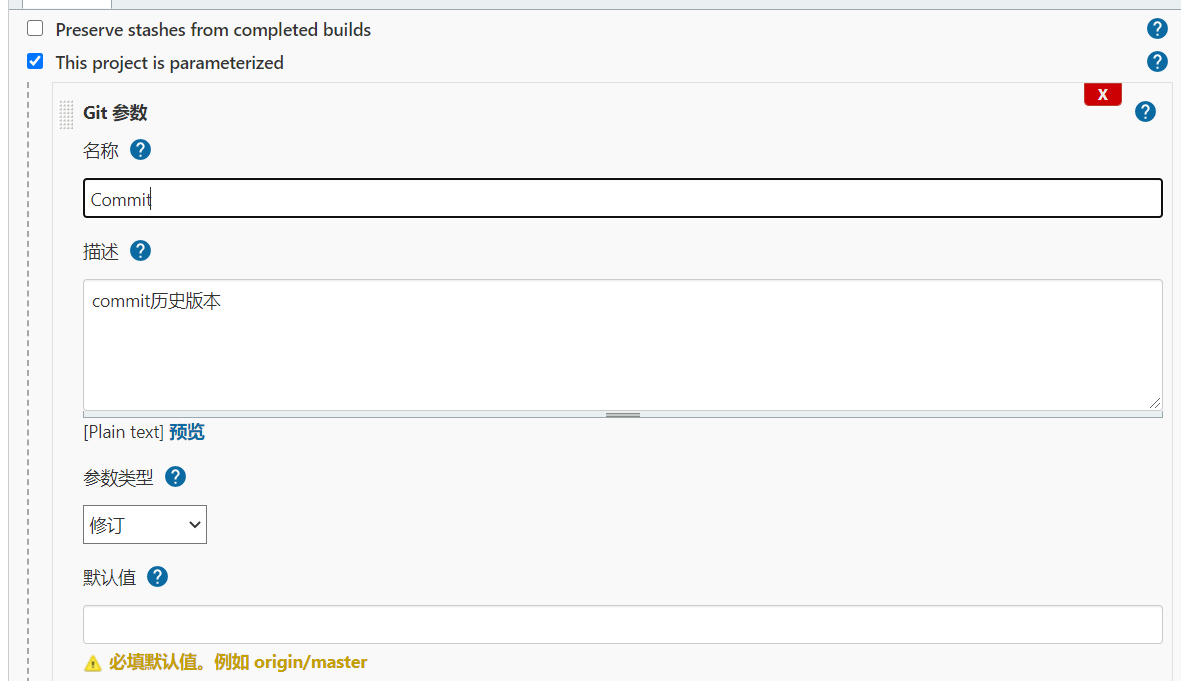 Preserve stashes from completed builds ?
This project is parameterized ?
X
Git 参数 ?
名称 ?
Commit
描述 ?
commit历史版本
[Plain text] 预览
参数类型 ?
修订
默认值 ?
必填默认值。例如 origin/master